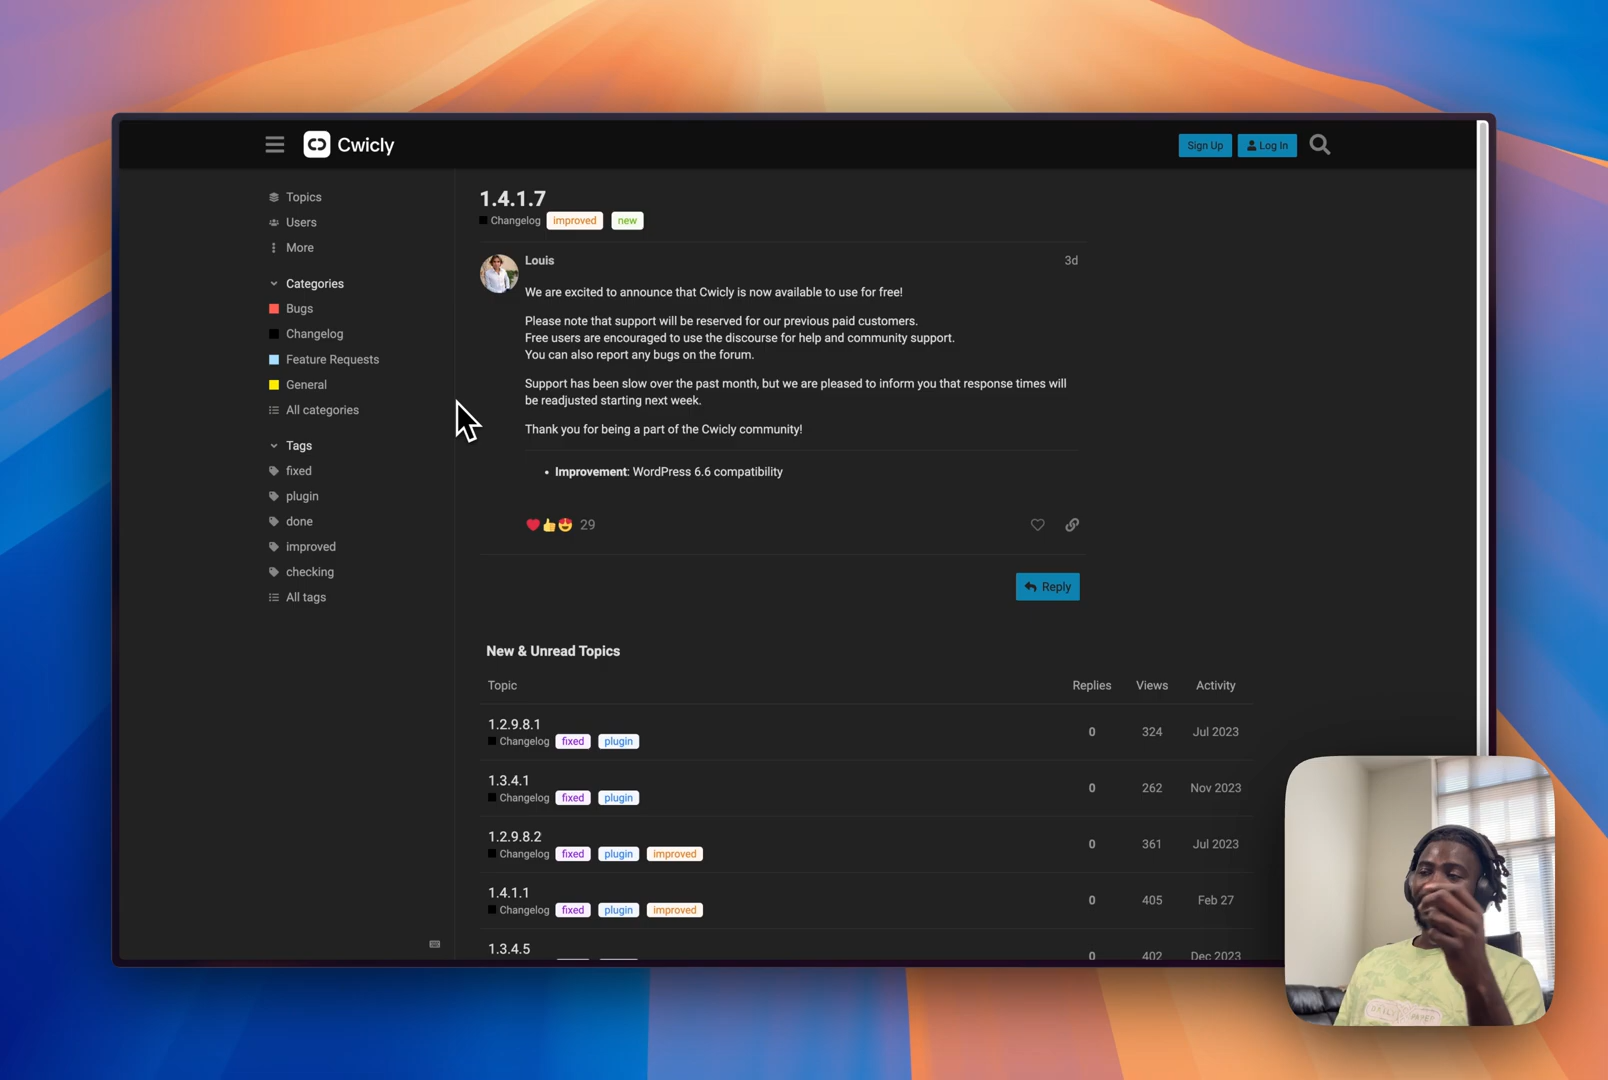 Cwicly
Sign Up
Log In
Topics
Users
More
Categories
Bugs
Changelog
Feature Requests
General
All categories
Tags
fixed
plugin
done
improved
checking
All tags
1.4.1.7
Changelog improved new
Louis 3d
We are excited to announce that Cwicly is now available to use for free!
Please note that support will be reserved for our previous paid customers.
Free users are encouraged to use the discourse for help and community support.
You can also report any bugs on the forum.
Support has been slow over the past month, but we are pleased to inform you that response times will
be readjusted starting next week.
Thank you for being a part of the Cwicly community!
• Improvement: WordPress 6.6 compatibility
29
Reply
New & Unread Topics
Topic Replies Views Activity
1.2.9.8.1
Changelog fixed plugin
0 324 Jul 2023
1.3.4.1
Changelog fixed plugin
0 262 Nov 2023
1.2.9.8.2
Changelog fixed plugin improved
0 361 Jul 2023
1.4.1.1
Changelog fixed plugin improved
0 405 Feb 27
1.3.4.5
0 402 Dec 2023
DAILY PAPER